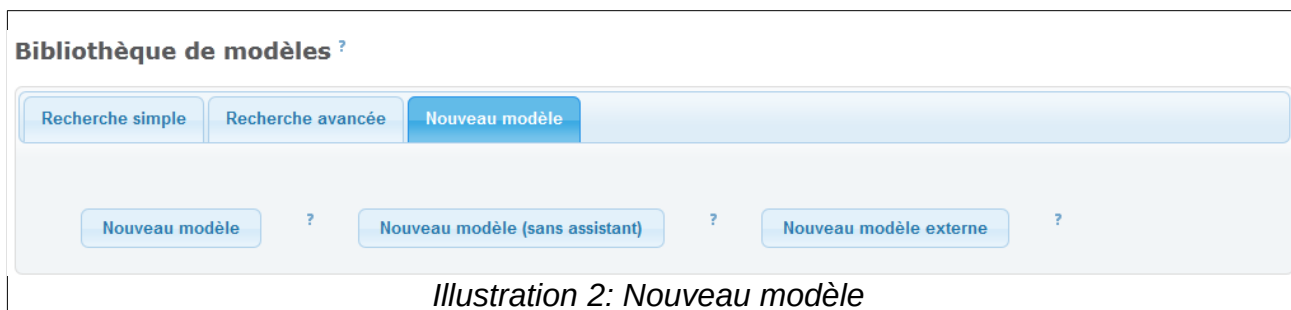 Bibliothèque de modèles ?
Recherche simple Recherche avancée Nouveau modèle
Nouveau modèle ? Nouveau modèle (sans assistant) ? Nouveau modèle externe ?
Illustration 2: Nouveau modèle